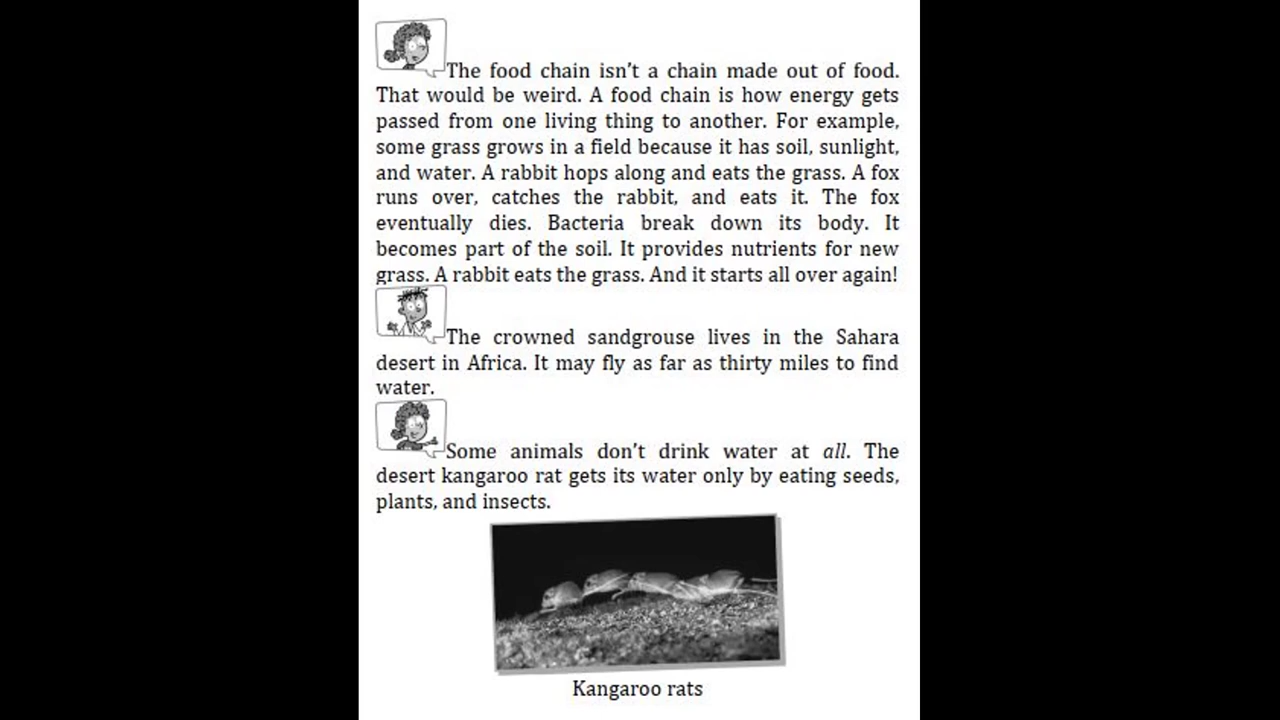 The food chain isn’t a chain made out of food.
That would be weird. A food chain is how energy gets
passed from one living thing to another. For example,
some grass grows in a field because it has soil, sunlight,
and water. A rabbit hops along and eats the grass. A fox
runs over, catches the rabbit, and eats it. The fox
eventually dies. Bacteria break down its body. It
becomes part of the soil. It provides nutrients for new
grass. A rabbit eats the grass. And it starts all over again!
The crowned sandgrouse lives in the Sahara
desert in Africa. It may fly as far as thirty miles to find
water.
Some animals don’t drink water at all. The
desert kangaroo rat gets its water only by eating seeds,
plants, and insects.
Kangaroo rats